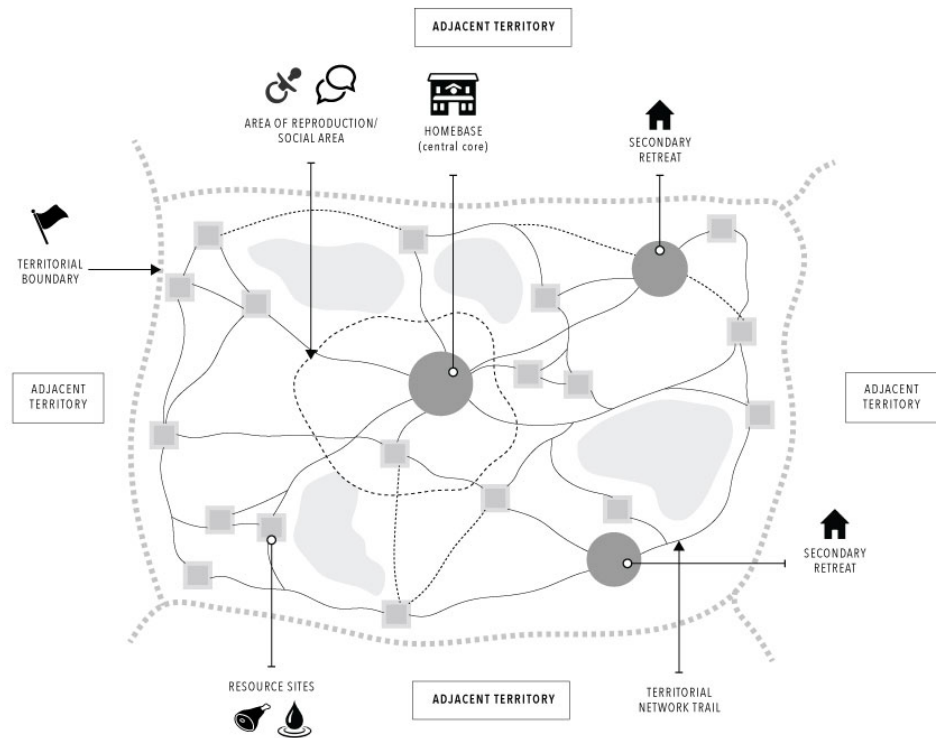 ADJACENT TERRITORY
AREA OF REPRODUCTION/
SOCIAL AREA
HOMEBASE
(central core)
SECONDARY
RETREAT
TERRITORIAL
BOUNDARY
ADJACENT
TERRITORY
ADJACENT
TERRITORY
SECONDARY
RETREAT
RESOURCE SITES
ADJACENT TERRITORY
TERRITORIAL
NETWORK TRAIL